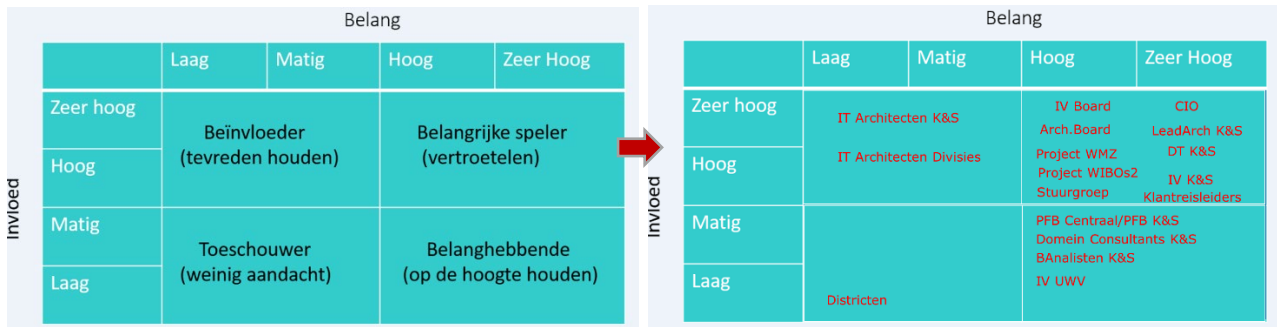 Belang
Laag Matig Hoog Zeer Hoog
Zeer hoog
Hoog
Matig
Laag
Invloed
Beïnvloeder
(tevreden houden)
Belangrijke speler
(vertroetelen)
Toeschouwer
(weinig aandacht)
Belanghebbende
(op de hoogte houden)
Belang
Laag Matig Hoog Zeer Hoog
Zeer hoog
Hoog
Matig
Laag
Invloed
IT Architecten K&S
IT Architecten Divisies
IV Board
Arch.Board
Project WMZ
Project WIBOs2
Stuurgroep
CIO
LeadArch K&S
DT K&S
IV K&S
Klantreisleiders
Districten
PFB Centraal/PFB K&S
Domein Consultants K&S
BAnalisten K&S
IV UWV